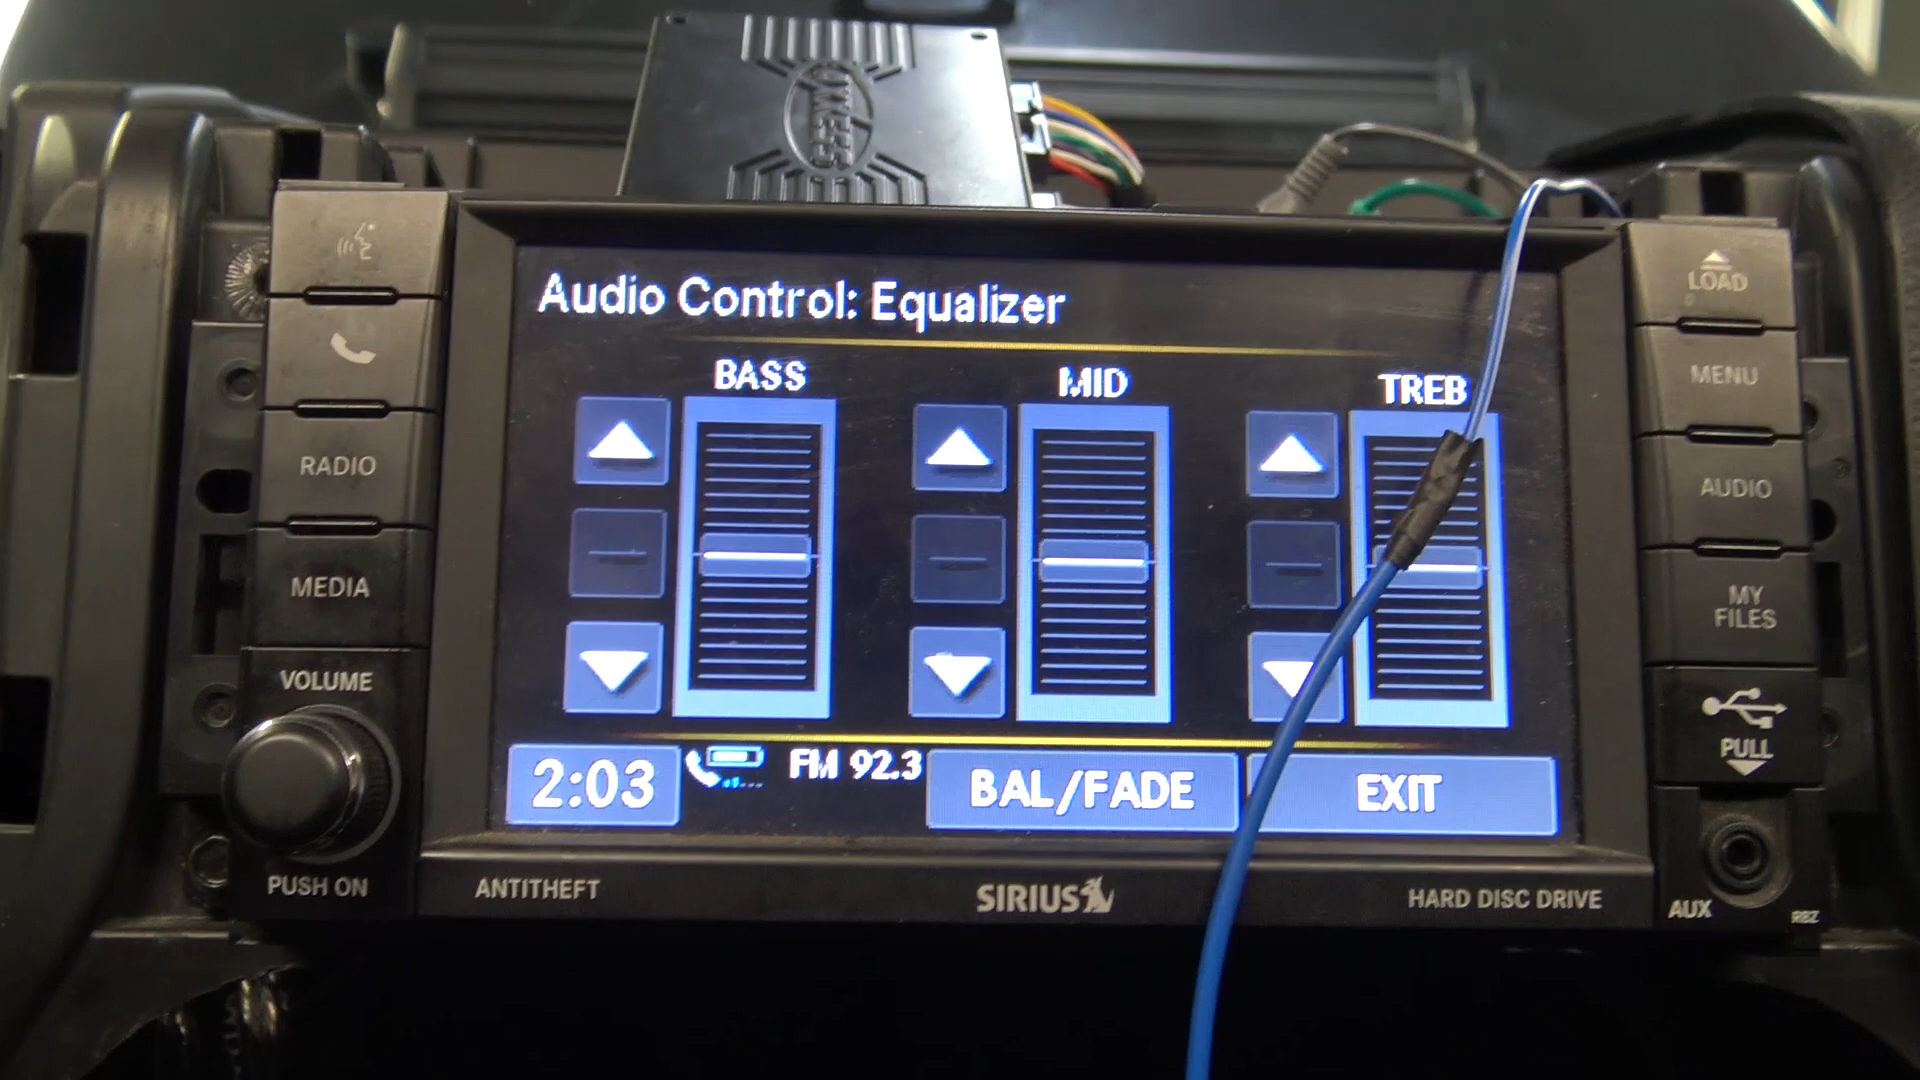 LOAD
Audio Control: Equalizer
BASS
MID
TREB
MENU
RADIO
AUDIO
MEDIA
MY
FILES
VOLUME
PULL
2:03
FM 92.3
BAL/FADE
EXIT
PUSH ON
ANTITHEFT
SIRIUS
HARD DISC DRIVE
AUX
RBZ